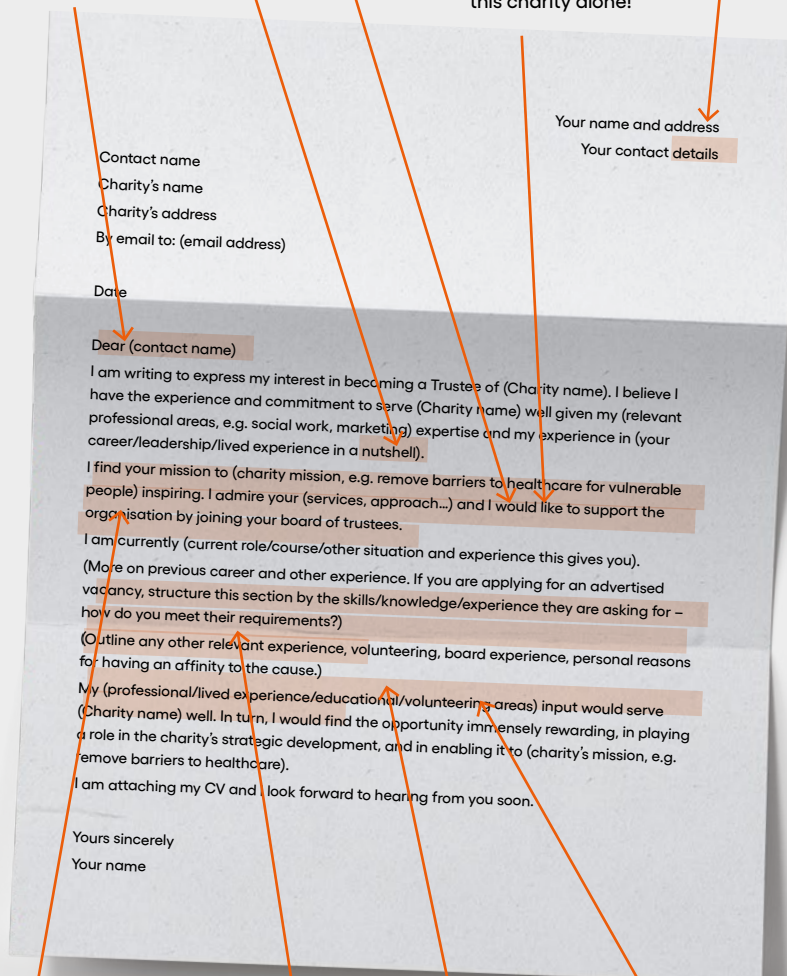 this charity alone!
Your name and address
Your contact details
Contact name
Charity's name
Charity's address
By email to: (email address)
Date
Dear (contact name)
I am writing to express my interest in becoming a Trustee of (Charity name). I believe I
have the experience and commitment to serve (Charity name) well given my (relevant
professional areas, e.g. social work, marketing) expertise and my experience in (your
career/leadership/lived experience in a nutshell).
I find your mission to (charity mission, e.g. remove barriers to healthcare for vulnerable
people) inspiring. I admire your (services, approach...) and I would like to support the
organisation by joining your board of trustees.
I am currently (current role/course/other situation and experience this gives you).
(More on previous career and other experience. If you are applying for an advertised
vacancy, structure this section by the skills/knowledge/experience they are asking for –
how do you meet their requirements?)
(Outline any other relevant experience, volunteering, board experience, personal reasons
for having an affinity to the cause.)
My (professional/lived experience/educational/volunteering areas) input would serve
(Charity name) well. In turn, I would find the opportunity immensely rewarding, in playing
a role in the charity's strategic development, and in enabling it to (charity's mission, e.g.
remove barriers to healthcare).
I am attaching my CV and I look forward to hearing from you soon.
Yours sincerely
Your name